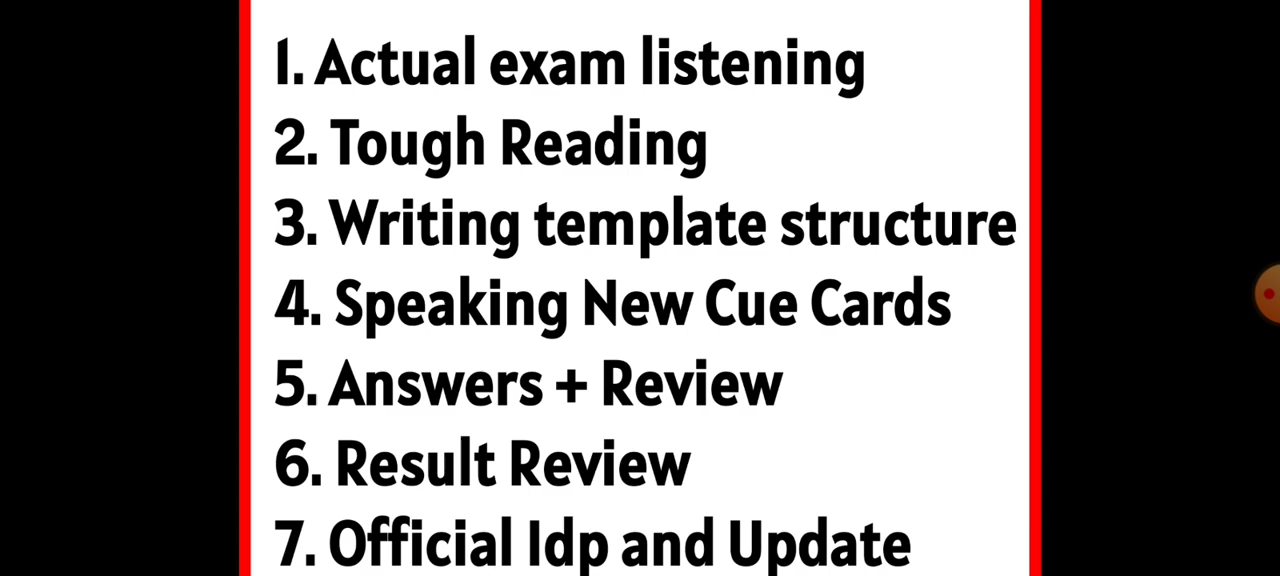 1. Actual exam listening
2. Tough Reading
3. Writing template structure
4. Speaking New Cue Cards
5. Answers + Review
6. Result Review
7. Official Idp and Update